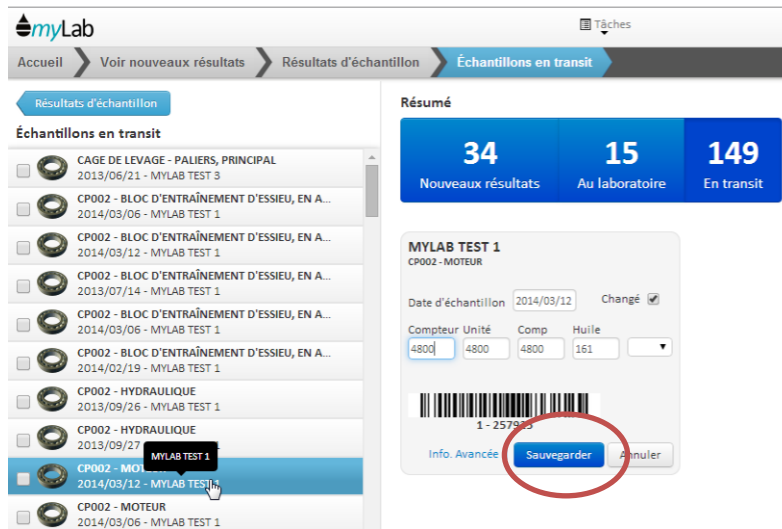 myLab
Tâches
Accueil Voir nouveaux résultats Résultats d'échantillon Échantillons en transit
Résultats d'échantillon
Échantillons en transit
CAGE DE LEVAGE - PALIERS, PRINCIPAL
2013/06/21 - MYLAB TEST 3
CP002 - BLOC D'ENTRAÎNEMENT D'ESSIEU, EN A...
2014/03/06 - MYLAB TEST 1
CP002 - BLOC D'ENTRAÎNEMENT D'ESSIEU, EN A...
2014/03/12 - MYLAB TEST 1
CP002 - BLOC D'ENTRAÎNEMENT D'ESSIEU, EN A...
2013/07/14 - MYLAB TEST 1
CP002 - BLOC D'ENTRAÎNEMENT D'ESSIEU, EN A...
2014/03/06 - MYLAB TEST 1
CP002 - BLOC D'ENTRAÎNEMENT D'ESSIEU, EN A...
2014/02/19 - MYLAB TEST 1
CP002 - HYDRAULIQUE
2013/09/26 - MYLAB TEST 1
CP002 - HYDRAULIQUE
2013/09/27 1
MYLAB TEST 1
CP002 - MOTEUR
2014/03/12 - MYLAB TEST
CP002 - MOTEUR
2014/03/06 - MYLAB TEST 1
Résumé
34 15 149
Nouveaux résultats Au laboratoire En transit
MYLAB TEST 1
CP002 - MOTEUR
Date d'échantillon 2014/03/12 Changé
Compteur Unité Comp Huile
4800 4800 4800 161
Info. Avancée Sauvegarder Annuler